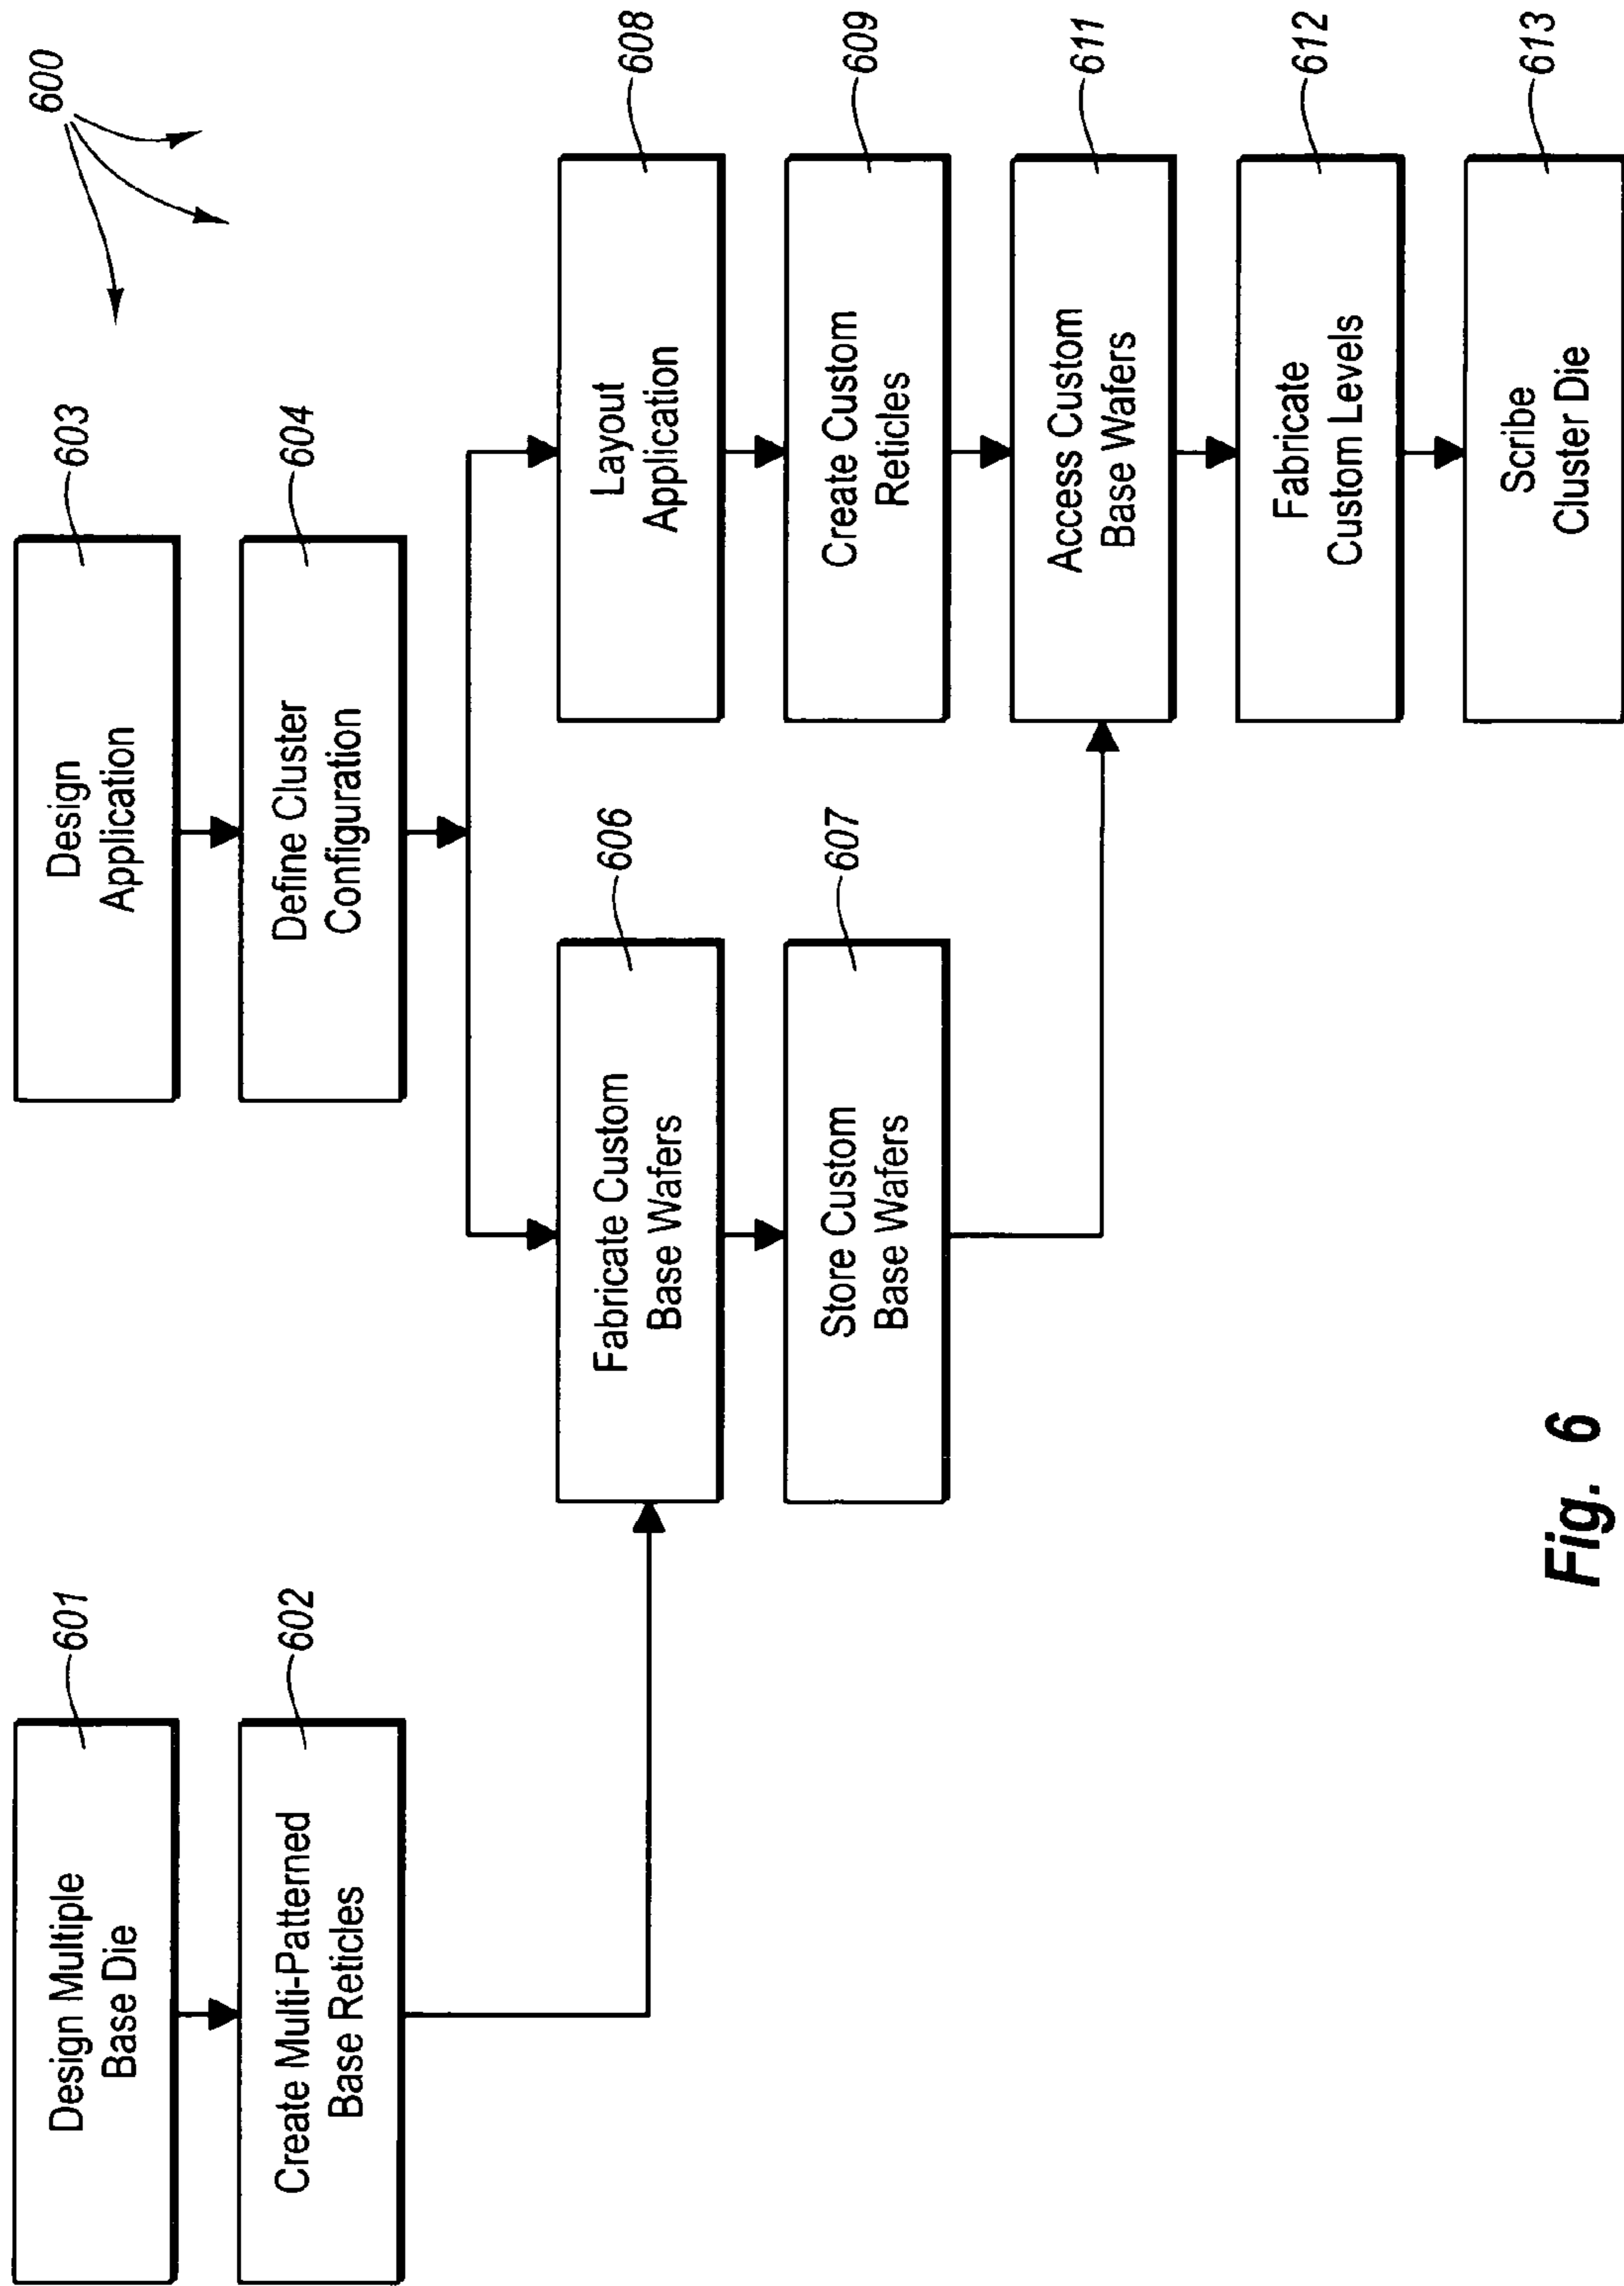 600
601
Design Multiple
Base Die
602
Create Multi-Patterned
Base Reticles
603
Design
Application
604
Define Cluster
Configuration
606
Fabricate Custom
Base Wafers
607
Store Custom
Base Wafers
608
Layout
Application
609
Create Custom
Reticles
611
Access Custom
Base Wafers
612
Fabricate
Custom Levels
613
Scribe
Cluster Die
Fig. 6